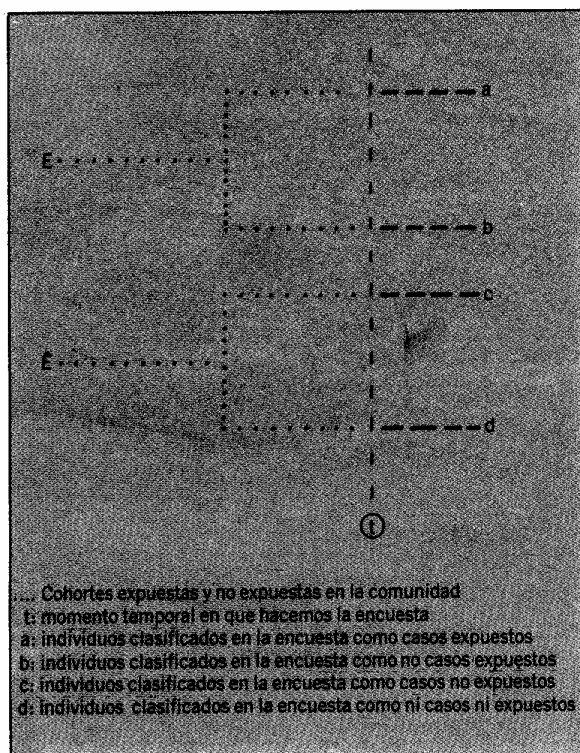 a
E
b
c
Ē
d
t
.... Cohortes expuestas y no expuestas en la comunidad
t: momento temporal en que hacemos la encuesta
a: individuos clasificados en la encuesta como casos expuestos
b: individuos clasificados en la encuesta como no casos expuestos
c: individuos clasificados en la encuesta como casos no expuestos
d: individuos clasificados en la encuesta como ni casos ni expuestos